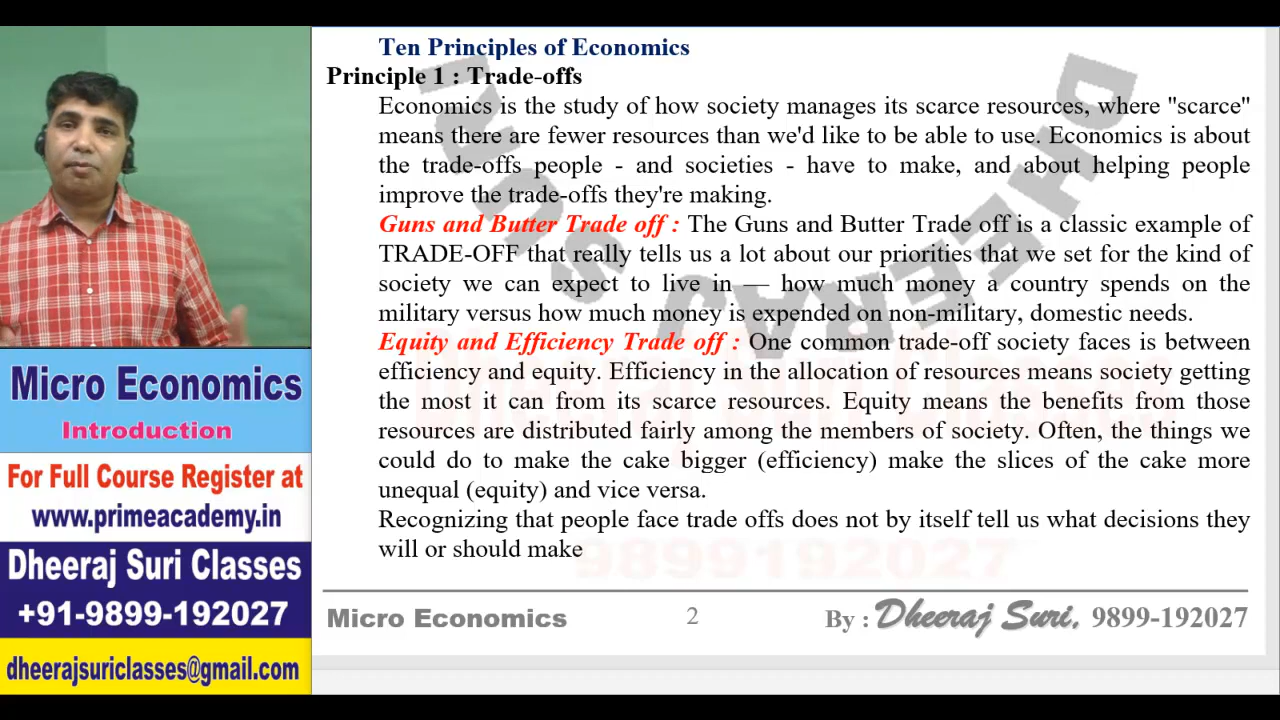 Ten Principles of Economics
Principle 1 : Trade-offs
Economics is the study of how society manages its scarce resources, where "scarce"
means there are fewer resources than we'd like to be able to use. Economics is about
the trade-offs people - and societies - have to make, and about helping people
improve the trade-offs they're making.
Guns and Butter Trade off : The Guns and Butter Trade off is a classic example of
TRADE-OFF that really tells us a lot about our priorities that we set for the kind of
society we can expect to live in — how much money a country spends on the
military versus how much money is expended on non-military, domestic needs.
Equity and Efficiency Trade off : One common trade-off society faces is between
efficiency and equity. Efficiency in the allocation of resources means society getting
the most it can from its scarce resources. Equity means the benefits from those
resources are distributed fairly among the members of society. Often, the things we
could do to make the cake bigger (efficiency) make the slices of the cake more
unequal (equity) and vice versa.
Recognizing that people face trade offs does not by itself tell us what decisions they
will or should make
Micro Economics 2 By : Dheeraj Suri, 9899-192027
Micro Economics
Introduction
For Full Course Register at
www.primeacademy.in
Dheeraj Suri Classes
+91-9899-192027
dheerajsuriclasses@gmail.com
DHEERAJ SURI
Dheeraj Suri Classes
9899192027